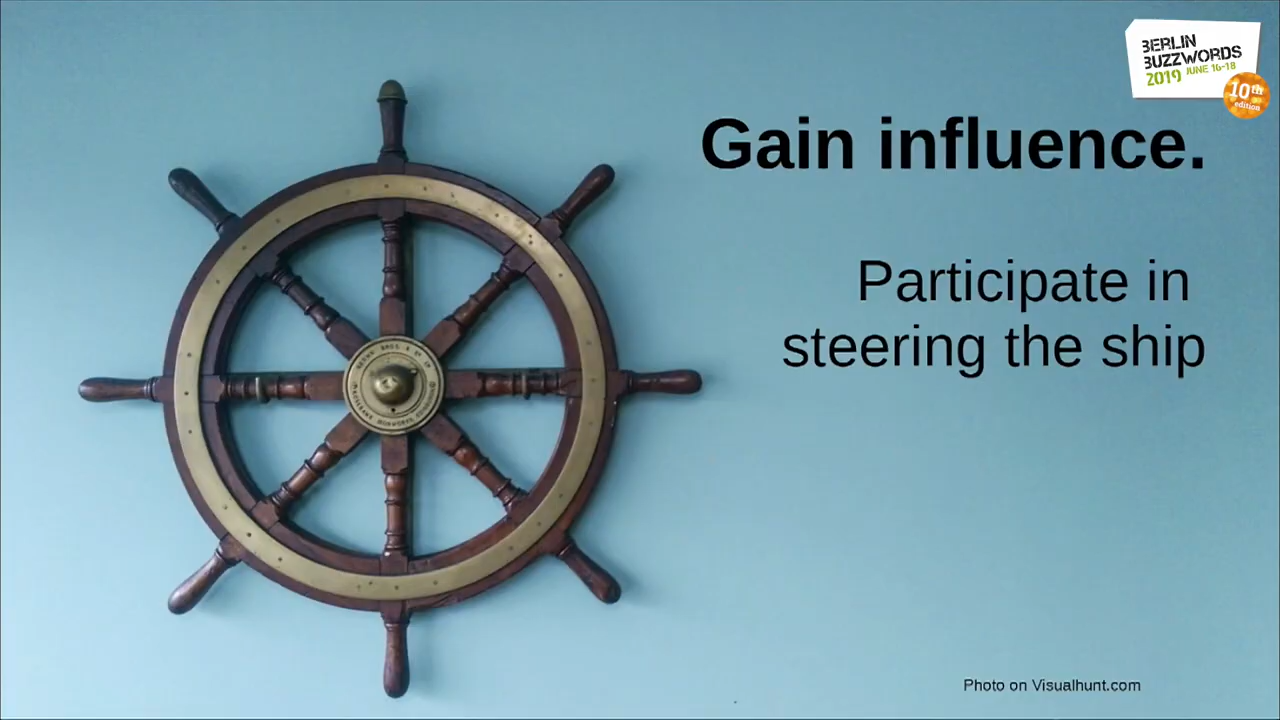 BERLIN
BUZZWORDS
2019 JUNE 16-18
10th
edition
Gain influence.
Participate in
steering the ship
Photo on Visualhunt.com